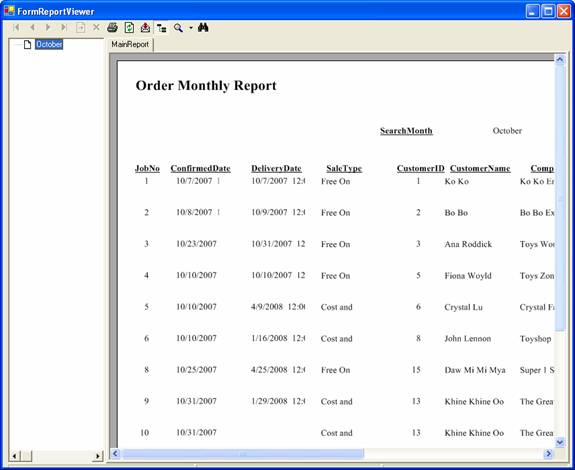 FormReportViewer
October
MainReport
Order Monthly Report
SearchMonth October
JobNo ConfirmedDate DeliveryDate SaleType CustomerID CustomerName Comp
1 10/7/2007 1 10/7/2007 12:0 Free On 1 Ko Ko Ko Ko En
2 10/8/2007 1 10/9/2007 12:0 Free On 2 Bo Bo Bo Bo Ex
3 10/23/2007 10/31/2007 12 Free On 3 Ana Roddick Toys Wo
4 10/10/2007 10/10/2007 12 Free On 5 Fiona Woyld Toys Zon
5 10/10/2007 4/9/2008 12:00 Cost and 6 Crystal Lu Crystal F
6 10/10/2007 1/16/2008 12: Cost and 8 John Lennon Toyshop
8 10/25/2007 4/25/2008 12: Free On 15 Daw Mi Mi Mya Super 1 S
9 10/31/2007 1/29/2008 12: Cost and 13 Khine Khine Oo The Grea
10 10/31/2007 Cost and 13 Khine Khine Oo The Grea